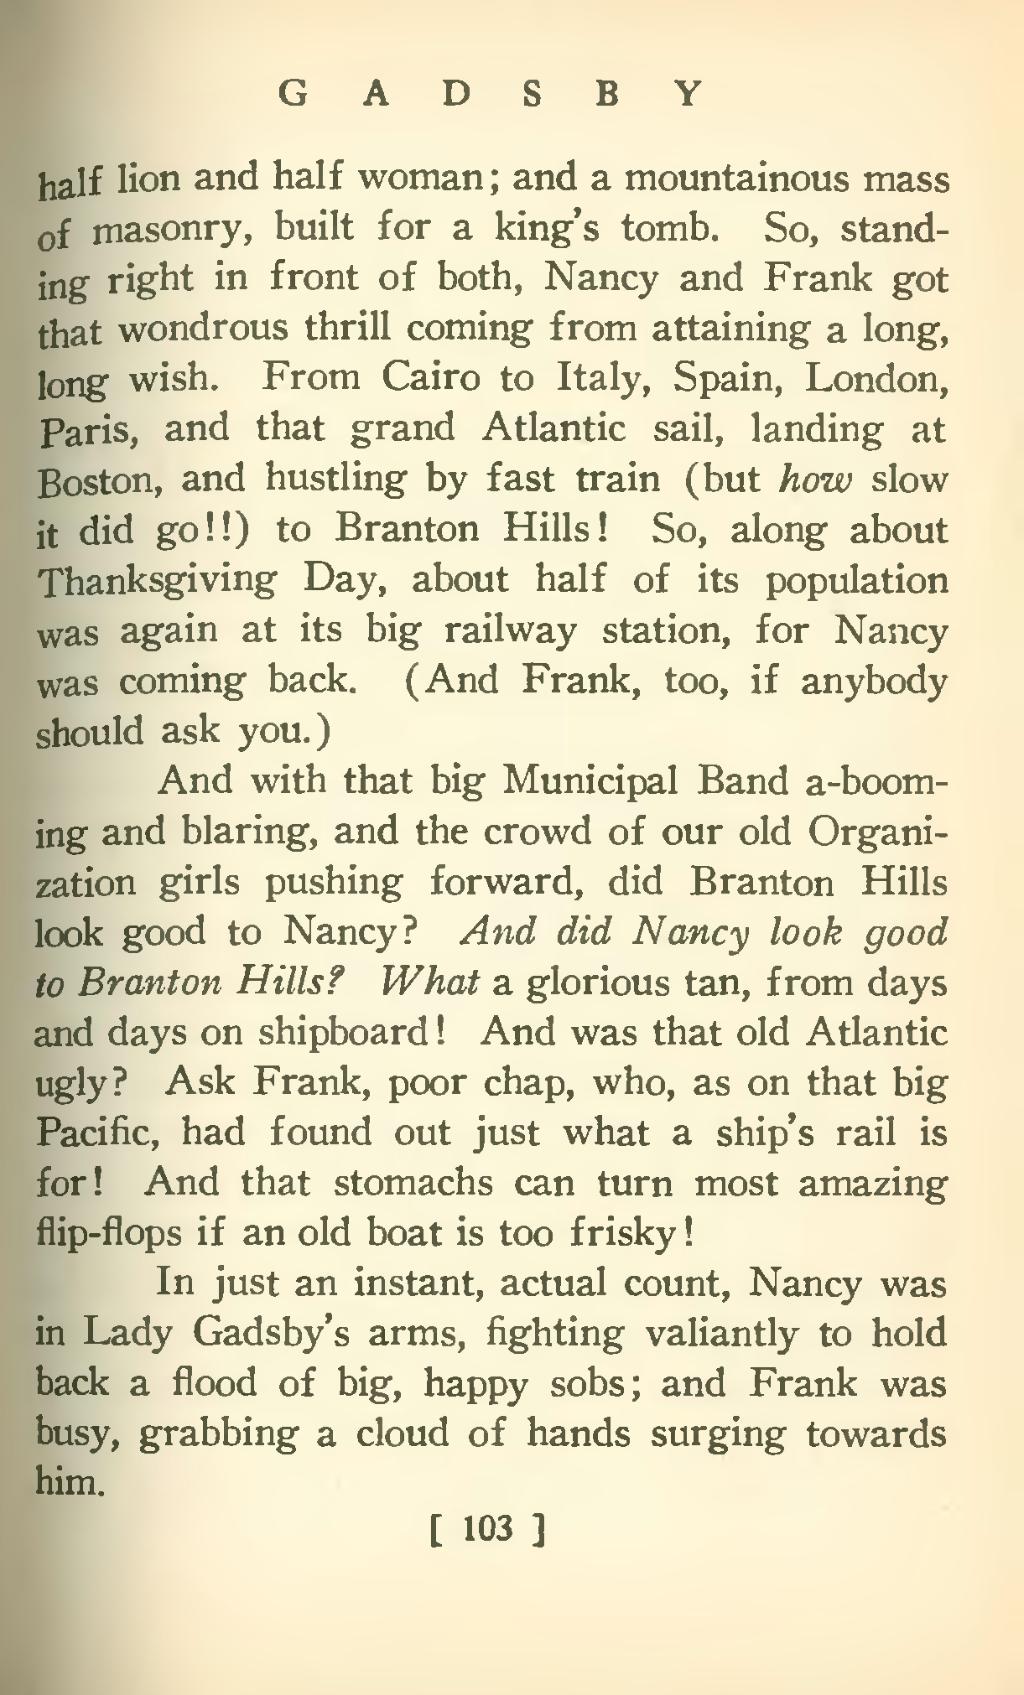 G A D S B Y
half lion and half woman; and a mountainous mass
of masonry, built for a king's tomb. So, stand-
ing right in front of both, Nancy and Frank got
that wondrous thrill coming from attaining a long,
long wish. From Cairo to Italy, Spain, London,
Paris, and that grand Atlantic sail, landing at
Boston, and hustling by fast train (but how slow
it did go!!) to Branton Hills! So, along about
Thanksgiving Day, about half of its population
was again at its big railway station, for Nancy
was coming back. (And Frank, too, if anybody
should ask you.)
And with that big Municipal Band a-boom-
ing and blaring, and the crowd of our old Organi-
zation girls pushing forward, did Branton Hills
look good to Nancy? And did Nancy look good
to Branton Hills? What a glorious tan, from days
and days on shipboard! And was that old Atlantic
ugly? Ask Frank, poor chap, who, as on that big
Pacific, had found out just what a ship's rail is
for! And that stomachs can turn most amazing
flip-flops if an old boat is too frisky!
In just an instant, actual count, Nancy was
in Lady Gadsby's arms, fighting valiantly to hold
back a flood of big, happy sobs; and Frank was
busy, grabbing a cloud of hands surging towards
him.
[ 103 ]